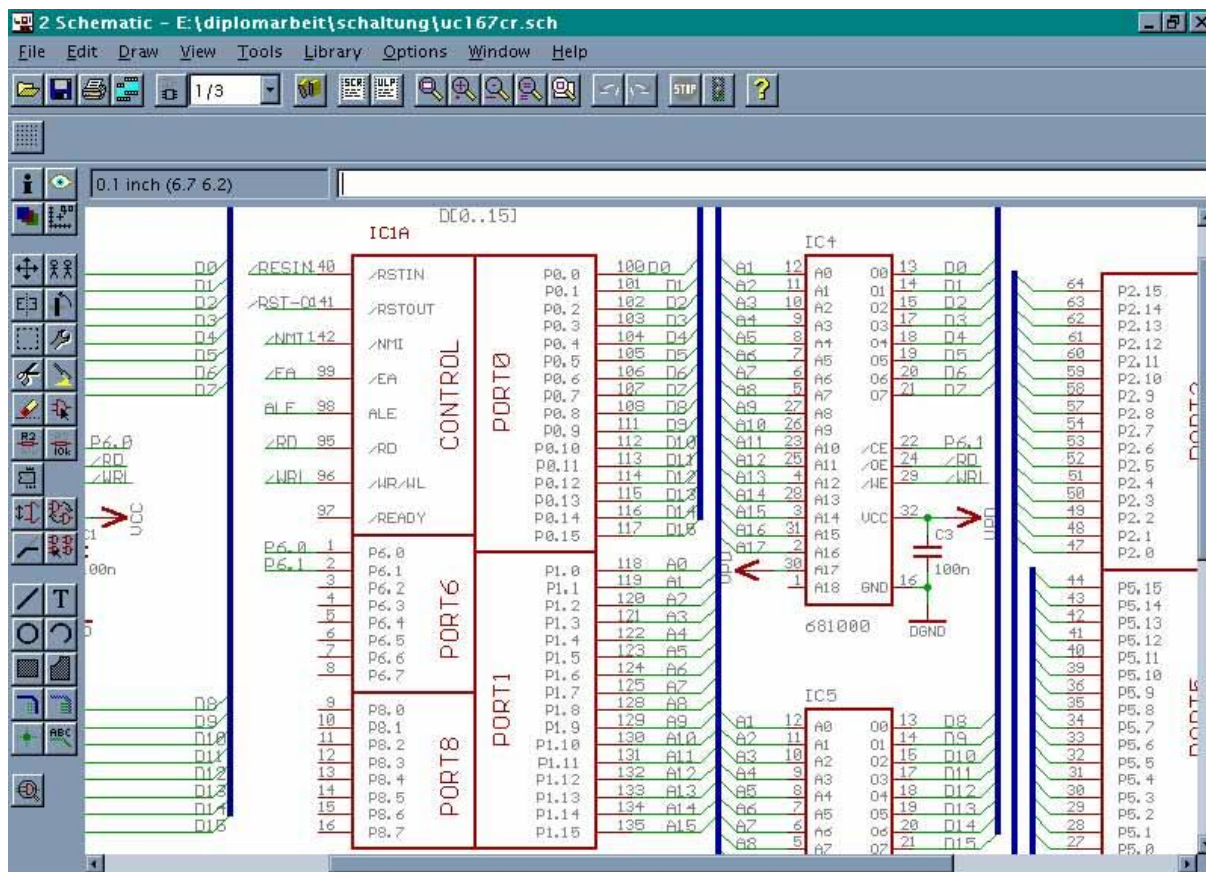 2 Schematic - E:\diplomarbeit\schaltung\uc167cr.sch
File Edit Draw View Tools Library Options Window Help
1/3 SCR ULP STOP ?
0.1 inch (6.7 6.2)
D[0..15]
D0
D1
D2
D3
D4
D5
D6
D7
P6.0
/RD
/WRL
VCC
C1
100n
D8
D9
D10
D11
D12
D13
D14
D15
IC1A
/RESIN 140 /RSTIN
/RST-O 141 /RSTOUT
/NMI 142 /NMI
/EA 99 /EA
ALE 98 ALE
/RD 95 /RD
/WRL 96 /WR/WL
97 /READY
CONTROL
P6.0 1 P6.0
P6.1 2 P6.1
3 P6.2
4 P6.3
5 P6.4
6 P6.5
7 P6.6
8 P6.7
PORT6
9 P8.0
10 P8.1
11 P8.2
12 P8.3
13 P8.4
14 P8.5
15 P8.6
16 P8.7
PORT8
PORT0
P0.0 100 D0
P0.1 101 D1
P0.2 102 D2
P0.3 103 D3
P0.4 104 D4
P0.5 105 D5
P0.6 106 D6
P0.7 107 D7
P0.8 108 D8
P0.9 111 D9
P0.10 112 D10
P0.11 113 D11
P0.12 114 D12
P0.13 115 D13
P0.14 116 D14
P0.15 117 D15
PORT1
P1.0 118 A0
P1.1 119 A1
P1.2 120 A2
P1.3 121 A3
P1.4 122 A4
P1.5 123 A5
P1.6 124 A6
P1.7 125 A7
P1.8 128 A8
P1.9 129 A9
P1.10 130 A10
P1.11 131 A11
P1.12 132 A12
P1.13 133 A13
P1.14 134 A14
P1.15 135 A15
IC4
A1 12 A0 O0 13 D0
A2 11 A1 O1 14 D1
A3 10 A2 O2 15 D2
A4 9 A3 O3 17 D3
A5 8 A4 O4 18 D4
A6 7 A5 O5 19 D5
A7 6 A6 O6 20 D6
A8 5 A7 O7 21 D7
A9 27 A8
A10 26 A9
A11 23 A10 /CE 22 P6.1
A12 25 A11 /OE 24 /RD
A13 4 A12 /WE 29 /WRL
A14 28 A13
A15 3 A14 VCC 32
A16 31 A15
A17 2 A16
30 A17
1 A18 GND 16
681000
C3
100n
DGND
IC5
A1 12 A0 O0 13 D8
A2 11 A1 O1 14 D9
A3 10 A2 O2 15 D10
A4 9 A3 O3 17 D11
A5 8 A4 O4 18 D12
A6 7 A5 O5 19 D13
A7 6 A6 O6 20 D14
A8 5 A7 O7 21 D15
64 P2.15
63 P2.14
62 P2.13
61 P2.12
60 P2.11
59 P2.10
58 P2.9
57 P2.8
54 P2.7
53 P2.6
52 P2.5
51 P2.4
50 P2.3
49 P2.2
48 P2.1
47 P2.0
44 P5.15
43 P5.14
42 P5.13
41 P5.12
40 P5.11
39 P5.10
36 P5.9
35 P5.8
34 P5.7
33 P5.6
32 P5.5
31 P5.4
30 P5.3
29 P5.2
28 P5.1
27 P5.0